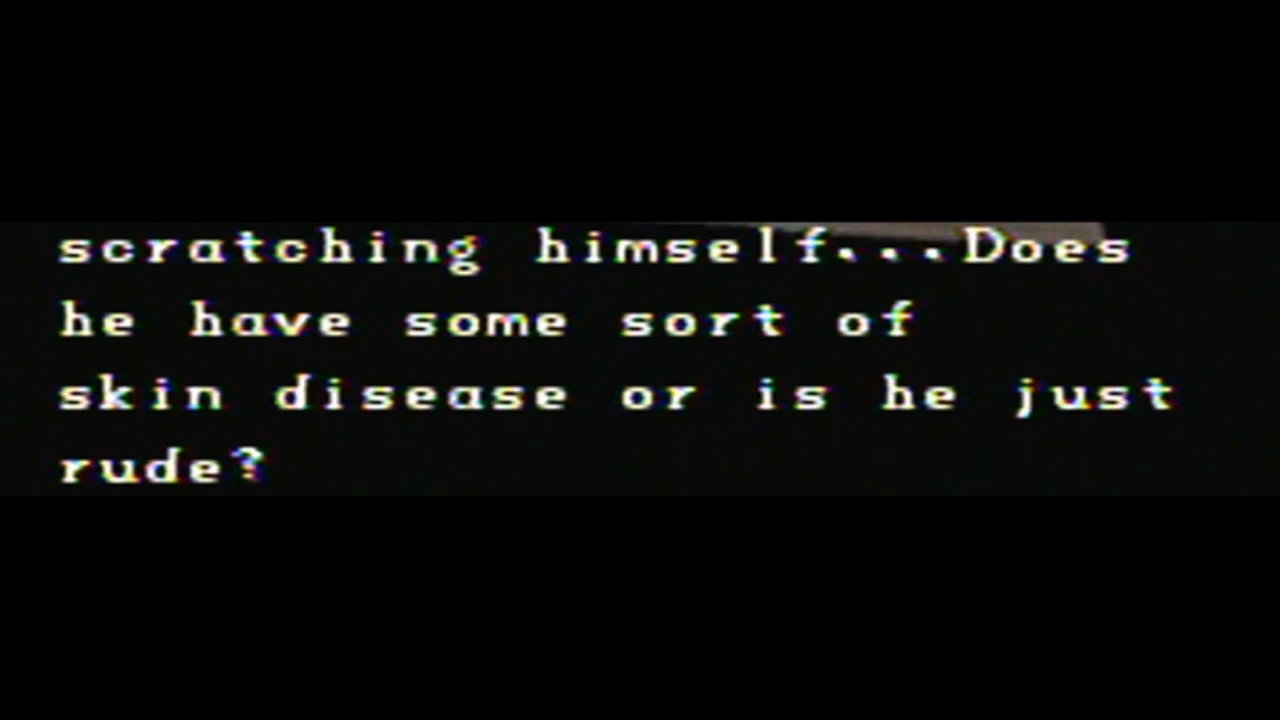 scratching himself...Does
he have some sort of
skin disease or is he just
rude?